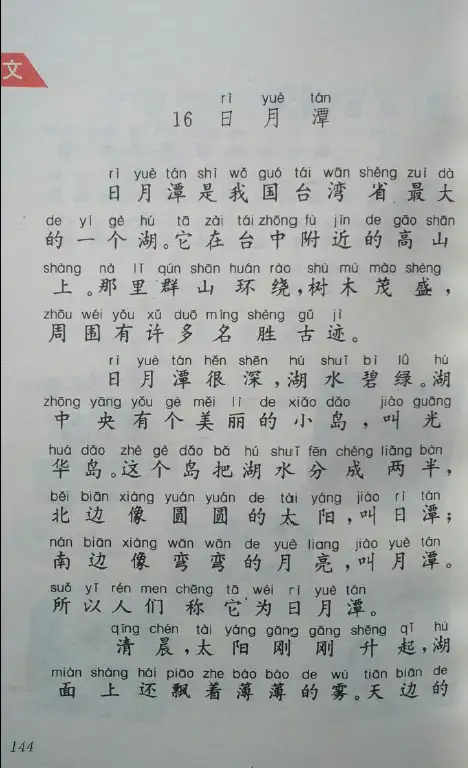 文
rì yuè tán
16 日月潭
rì yuè tán shì wǒ guó tái wān shěng zuì dà
日月潭是我国台湾省最大
de yí gè hú tā zài tái zhōng fù jìn de gāo shān
的一个湖。它在台中附近的高山
shàng nà lǐ qún shān huán rào shù mù mào shèng
上。那里群山环绕,树木茂盛,
zhōu wéi yǒu xǔ duō míng shèng gǔ jì
周围有许多名胜古迹。
rì yuè tán hěn shēn hú shuǐ bì lǜ hú
日月潭很深,湖水碧绿。湖
zhōng yāng yǒu gè měi lì de xiǎo dǎo jiào guāng
中央有个美丽的小岛,叫光
huá dǎo zhè gè dǎo bǎ hú shuǐ fēn chéng liǎng bàn
华岛。这个岛把湖水分成两半,
běi biān xiàng yuán yuán de tài yáng jiào rì tán
北边像圆圆的太阳,叫日潭;
nán biān xiàng wān wān de yuè liang jiào yuè tán
南边像弯弯的月亮,叫月潭。
suǒ yǐ rén men chēng tā wéi rì yuè tán
所以人们称它为日月潭。
qīng chén tài yáng gāng gāng shēng qǐ hú
清晨,太阳刚刚升起,湖
miàn shàng hái piāo zhe báo báo de wù tiān biān de
面上还飘着薄薄的雾。天边的
144